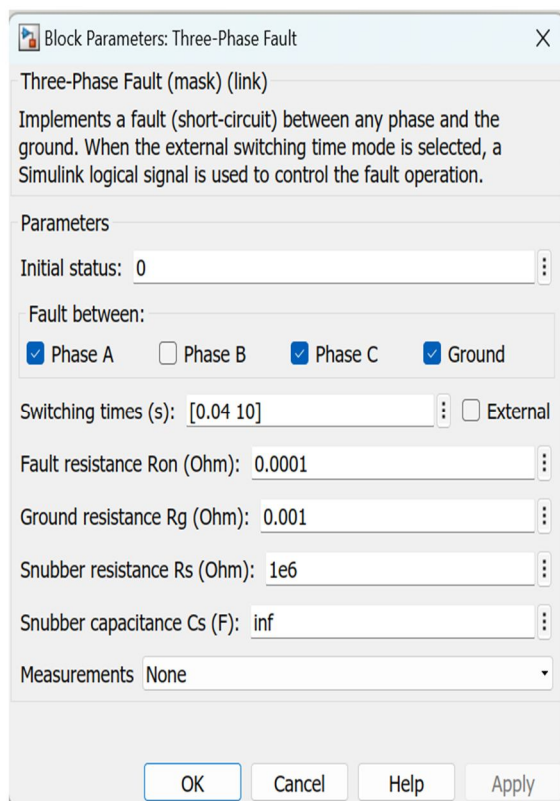 Block Parameters: Three-Phase Fault
X
Three-Phase Fault (mask) (link)
Implements a fault (short-circuit) between any phase and the
ground. When the external switching time mode is selected, a
Simulink logical signal is used to control the fault operation.
Parameters
Initial status: 0
Fault between:
Phase A Phase B Phase C Ground
Switching times (s): [0.04 10] External
Fault resistance Ron (Ohm): 0.0001
Ground resistance Rg (Ohm): 0.001
Snubber resistance Rs (Ohm): 1e6
Snubber capacitance Cs (F): inf
Measurements None
OK Cancel Help Apply